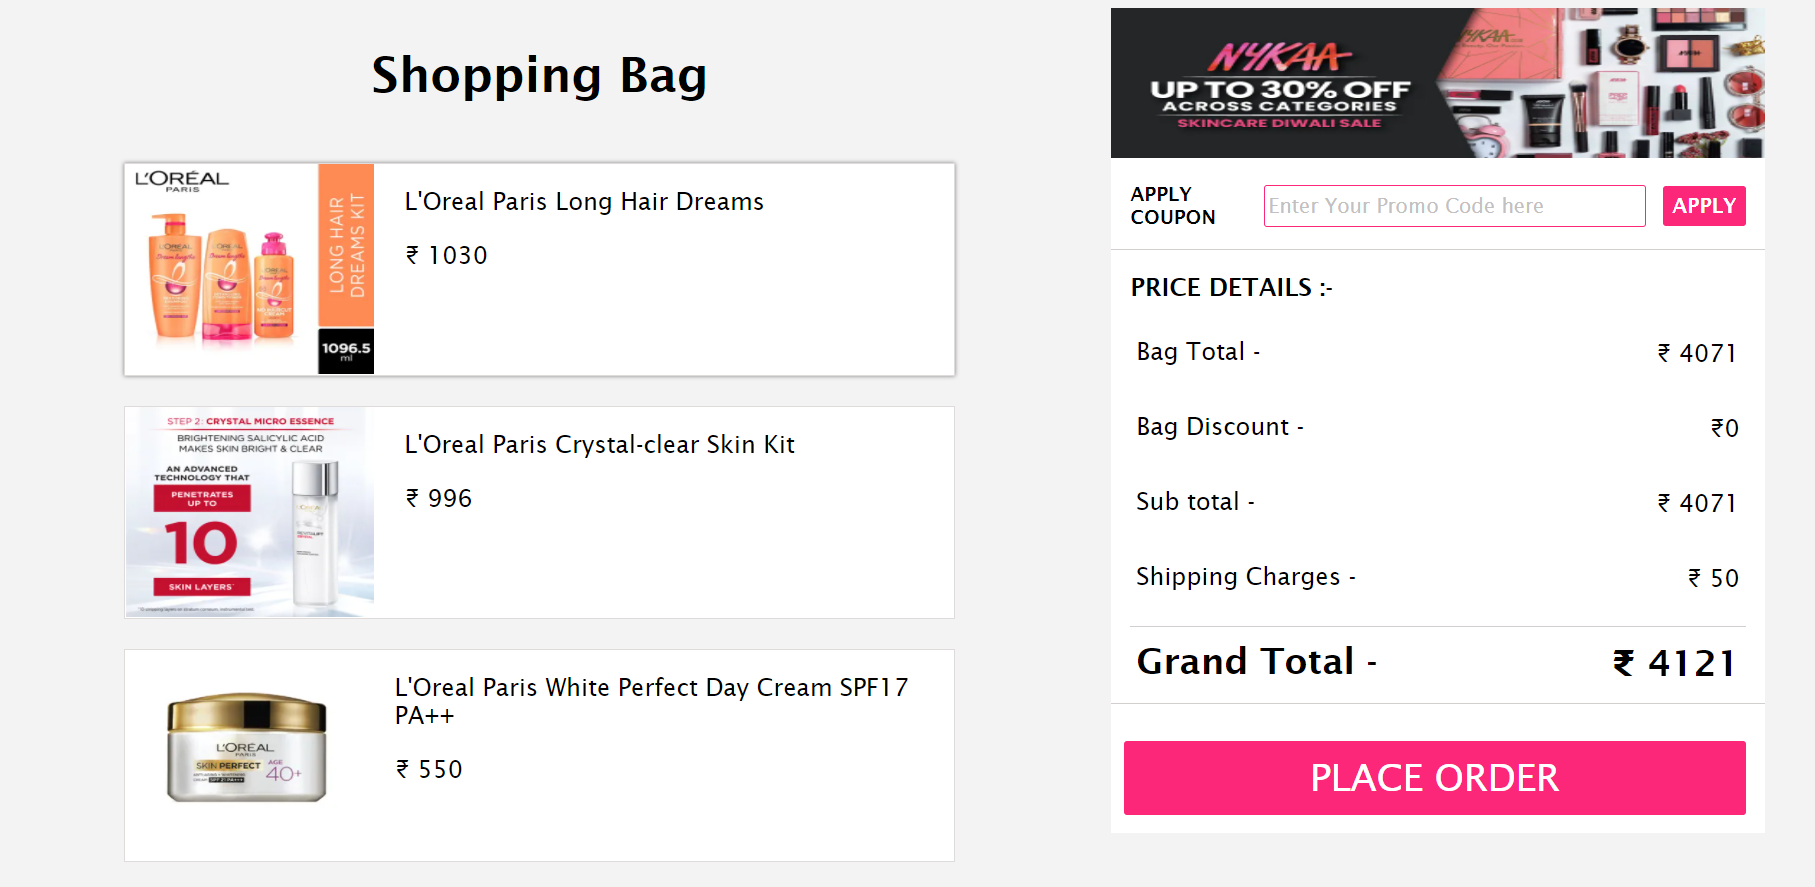 Shopping Bag
L'ORÉAL
PARIS
LONG HAIR
DREAMS KIT
1096.5
ml
L'Oreal Paris Long Hair Dreams
₹ 1030
STEP 2: CRYSTAL MICRO ESSENCE
BRIGHTENING SALICYLIC ACID
MAKES SKIN BRIGHT & CLEAR
AN ADVANCED
TECHNOLOGY THAT
PENETRATES
UP TO
10
SKIN LAYERS
L'Oreal Paris Crystal-clear Skin Kit
₹ 996
L'ORÉAL
PARIS
SKIN PERFECT
AGE
40+
L'Oreal Paris White Perfect Day Cream SPF17
PA++
₹ 550
NYKAA
UP TO 30% OFF
ACROSS CATEGORIES
SKINCARE DIWALI SALE
APPLY
COUPON
Enter Your Promo Code here
APPLY
PRICE DETAILS :-
Bag Total -
₹ 4071
Bag Discount -
₹0
Sub total -
₹ 4071
Shipping Charges -
₹ 50
Grand Total -
₹ 4121
PLACE ORDER